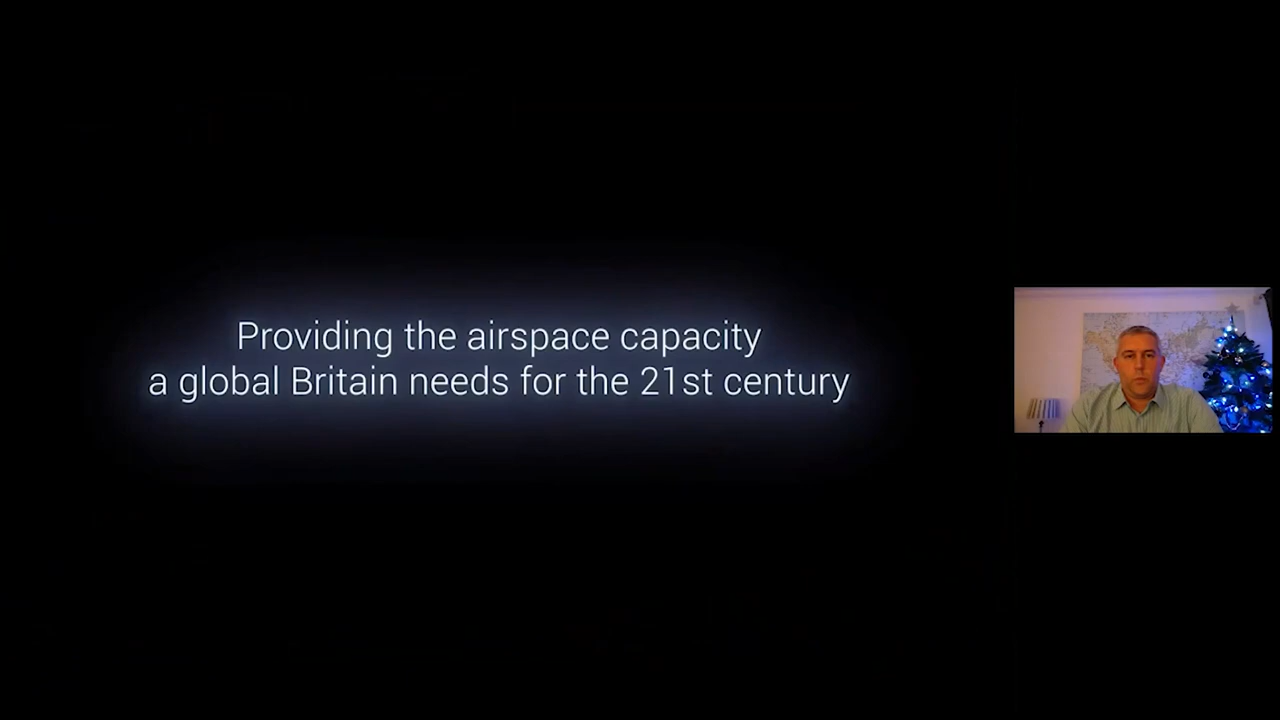 Providing the airspace capacity
a global Britain needs for the 21st century